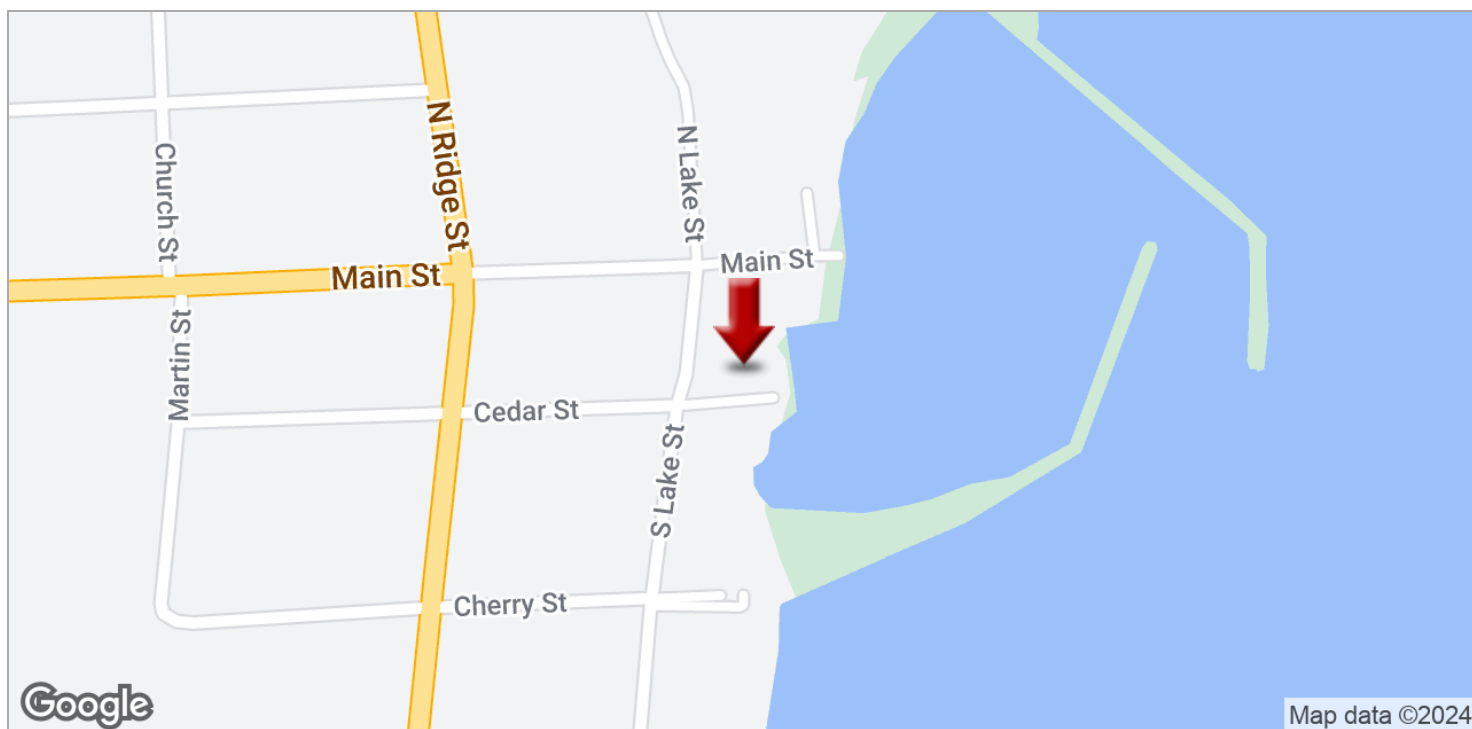 N Ridge St
N Lake St
Church St
Main St
Main St
Martin St
Cedar St
S Lake St
Cherry St
Google
Map data ©2024